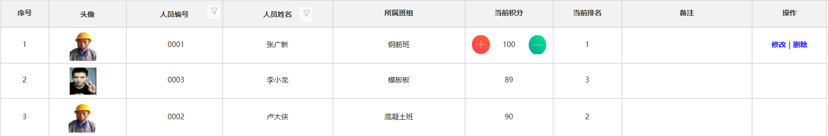 序号 头像 人员编号 人员姓名 所属班组 当前积分 当前排名 备注 操作
1 0001 张广新 钢筋班 100 1 修改 | 删除
2 0003 李小龙 模板板 89 3
3 0002 卢大侠 混凝土班 90 2